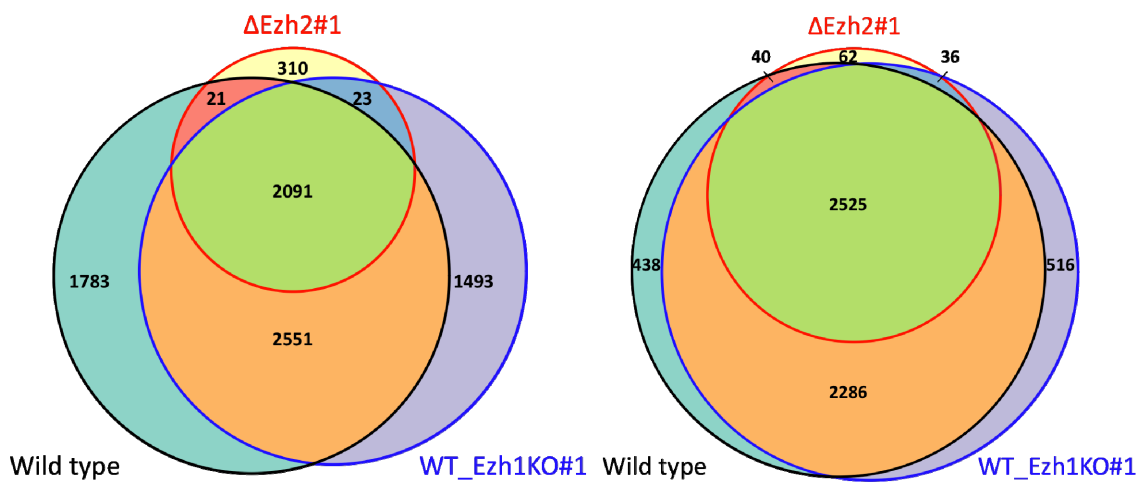 ΔEzh2#1
310
21
23
2091
1783
1493
2551
Wild type
WT_Ezh1KO#1
ΔEzh2#1
40
62
36
2525
438
516
2286
Wild type
WT_Ezh1KO#1